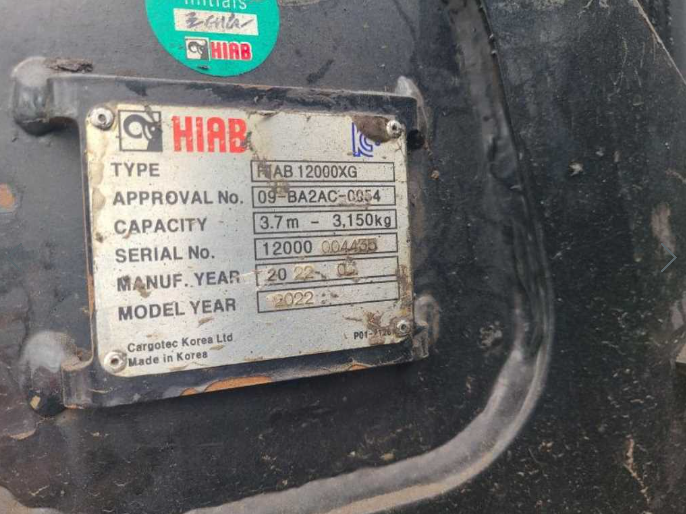 Initials
HIAB
HIAB
TYPE HIAB 12000XG
APPROVAL No. 09-BA2AC-0054
CAPACITY 3.7m - 3,150kg
SERIAL No. 12000 004435
MANUF. YEAR 2022 02
MODEL YEAR 2022
Cargotec Korea Ltd
Made in Korea